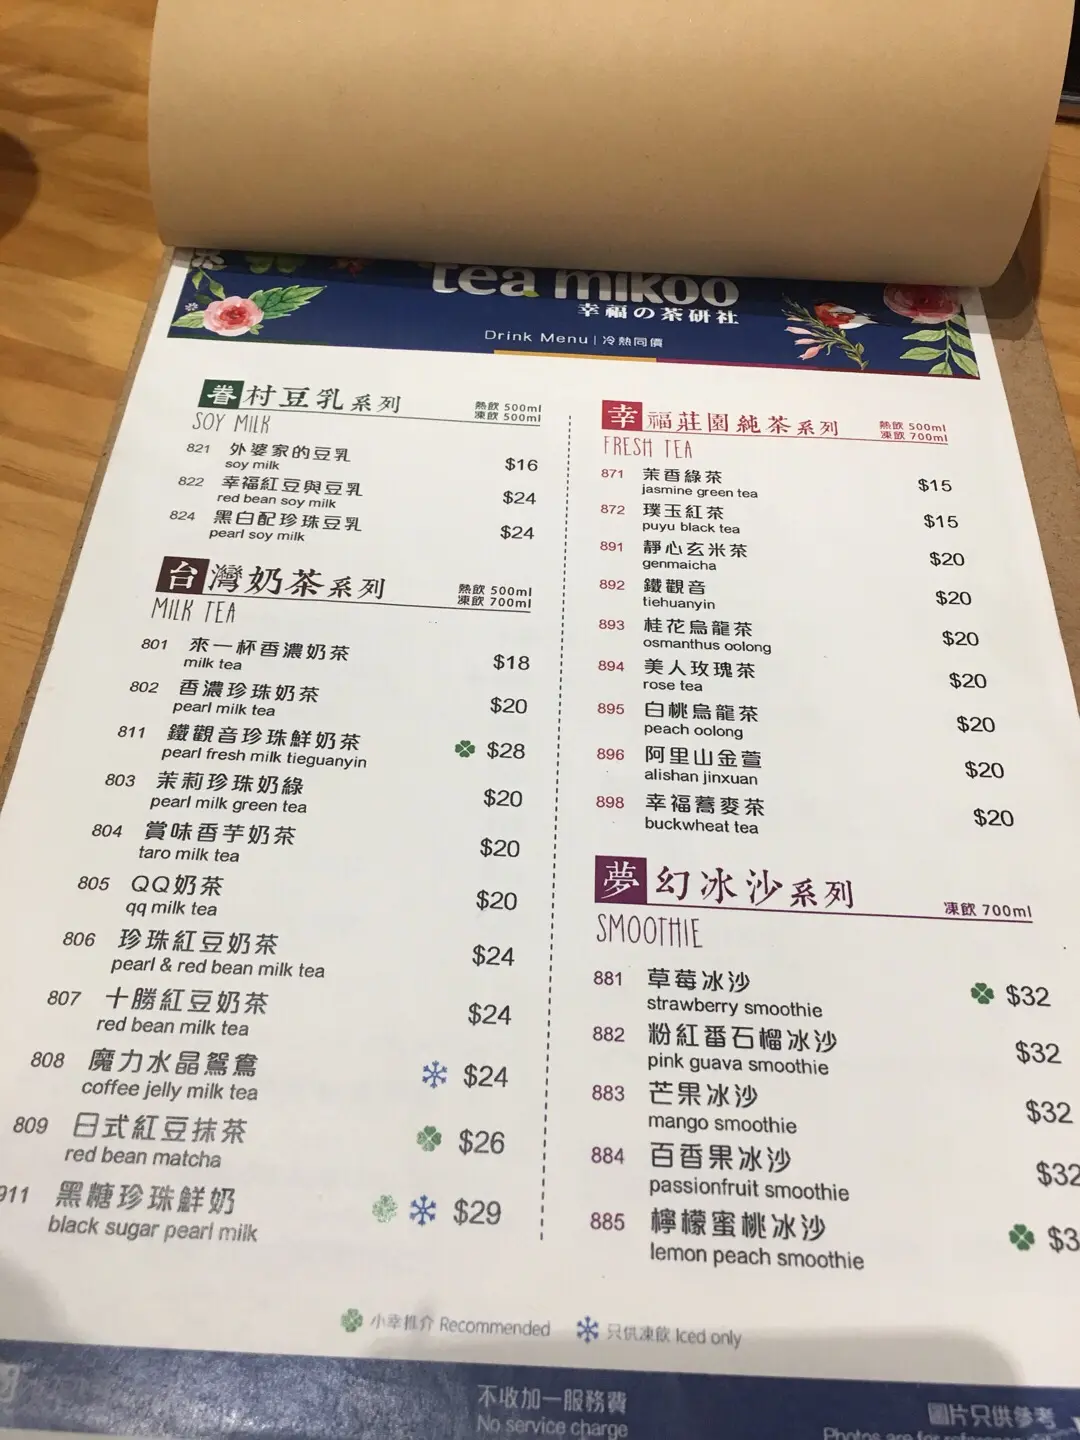 tea mikoo
幸福の茶研社
Drink Menu | 冷熱同價
眷村豆乳系列
熱飲 500ml
凍飲 500ml
SOY MILK
821 外婆家的豆乳 $16
soy milk
822 幸福紅豆與豆乳 $24
red bean soy milk
824 黑白配珍珠豆乳 $24
pearl soy milk
台灣奶茶系列
熱飲 500ml
凍飲 700ml
MILK TEA
801 來一杯香濃奶茶 $18
milk tea
802 香濃珍珠奶茶 $20
pearl milk tea
811 鐵觀音珍珠鮮奶茶 $28
pearl fresh milk tieguanyin
803 茉莉珍珠奶綠 $20
pearl milk green tea
804 賞味香芋奶茶 $20
taro milk tea
805 QQ奶茶 $20
qq milk tea
806 珍珠紅豆奶茶 $24
pearl & red bean milk tea
807 十勝紅豆奶茶 $24
red bean milk tea
808 魔力水晶鴛鴦 $24
coffee jelly milk tea
809 日式紅豆抹茶 $26
red bean matcha
911 黑糖珍珠鮮奶 $29
black sugar pearl milk
幸福莊園純茶系列
熱飲 500ml
凍飲 700ml
FRESH TEA
871 茉香綠茶 $15
jasmine green tea
872 璞玉紅茶 $15
puyu black tea
891 靜心玄米茶 $20
genmaicha
892 鐵觀音 $20
tiehuanyin
893 桂花烏龍茶 $20
osmanthus oolong
894 美人玫瑰茶 $20
rose tea
895 白桃烏龍茶 $20
peach oolong
896 阿里山金萱 $20
alishan jinxuan
898 幸福蕎麥茶 $20
buckwheat tea
夢幻冰沙系列
凍飲 700ml
SMOOTHIE
881 草莓冰沙 $32
strawberry smoothie
882 粉紅番石榴冰沙 $32
pink guava smoothie
883 芒果冰沙 $32
mango smoothie
884 百香果冰沙 $32
passionfruit smoothie
885 檸檬蜜桃冰沙 $3
lemon peach smoothie
小幸推介 Recommended 只供凍飲 Iced only
不收加一服務費
No service charge
圖片只供參考
Photos are for